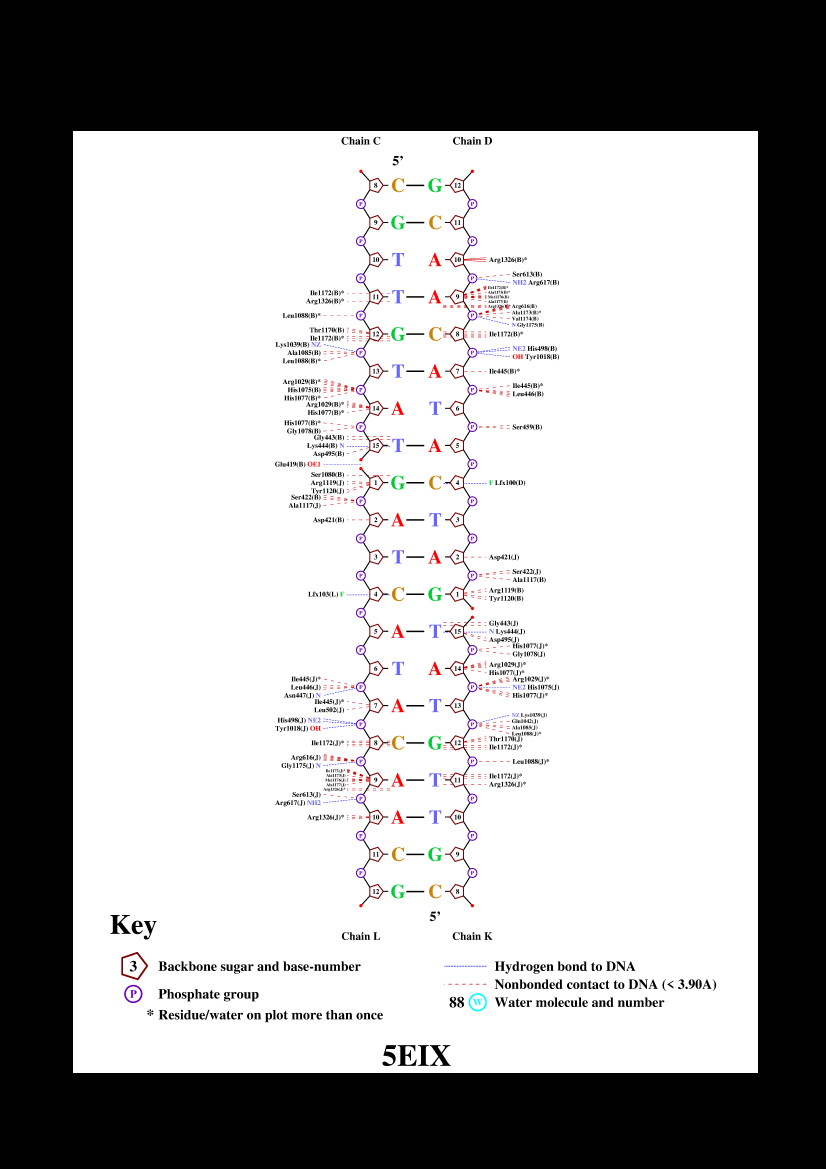 Chain C Chain D
5’
8 C G 12
P P
9 G C 11
P P
10 T A 10 Arg1326(B)*
Ser613(B)
P P NH2 Arg617(B)
Ile1172(B)*
Ile1172(B)* 11 T A 9
Arg1326(B)*
Arg616(B)
Leu1088(B)* P P Ala1173(B)*
Val1174(B)
N Gly1175(B)
Thr1170(B) 12 G C 8 Ile1172(B)*
Ile1172(B)*
Lys1039(B) NZ NE2 His498(B)
Ala1085(B) P P OH Tyr1018(B)
Leu1088(B)*
13 T A 7 Ile445(B)*
Arg1029(B)* Ile445(B)*
His1075(B) P P Leu446(B)
His1077(B)*
Arg1029(B)* 14 A T 6
His1077(B)*
His1077(B)* P P Ser459(B)
Gly1078(B)
Gly443(B)
Lys444(B) N 15 T A 5
Asp495(B)
Glu419(B) OE1 P
Ser1080(B)
Arg1119(J) 1 G C 4 F Lfx100(D)
Tyr1120(J)
Ser422(B) P P
Ala1117(J)
Asp421(B) 2 A T 3
P P
3 T A 2 Asp421(J)
P P Ser422(J)
Ala1117(B)
Lfx103(L) F 4 C G 1 Arg1119(B)
Tyr1120(B)
P
5 A T 15 Gly443(J)
N Lys444(J)
Asp495(J)
P P His1077(J)*
Gly1078(J)
6 T A 14 Arg1029(J)*
His1077(J)*
Ile445(J)* Arg1029(J)*
Leu446(J) P P NE2 His1075(J)
Asn447(J) N His1077(J)*
Ile445(J)* 7 A T 13
Leu502(J)
His498(J) NE2 P P NZ Lys1039(J)
Tyr1018(J) OH Glu1042(J)
Ala1085(J)
Leu1088(J)*
Ile1172(J)* 8 C G 12 Thr1170(J)
Ile1172(J)*
Arg616(J) P P Leu1088(J)*
Gly1175(J) N
9 A T 11 Ile1172(J)*
Arg1326(J)*
Ser613(J) P P
Arg617(J) NH2
Arg1326(J)* 10 A T 10
P P
11 C G 9
P P
12 G C 8
5’
Chain L Chain K
Key
3 Backbone sugar and base-number
P Phosphate group
* Residue/water on plot more than once
Hydrogen bond to DNA
Nonbonded contact to DNA (< 3.90A)
88 W Water molecule and number
5EIX